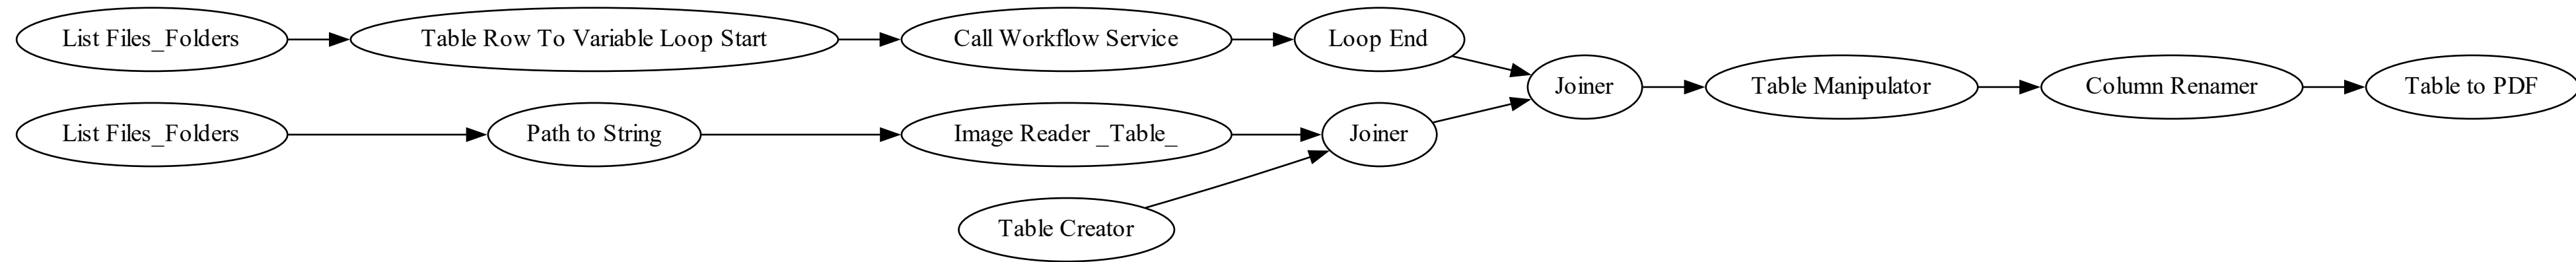 List Files_Folders
Table Row To Variable Loop Start
Call Workflow Service
Loop End
Joiner
Table Manipulator
Column Renamer
Table to PDF
List Files_Folders
Path to String
Image Reader _Table_
Joiner
Table Creator